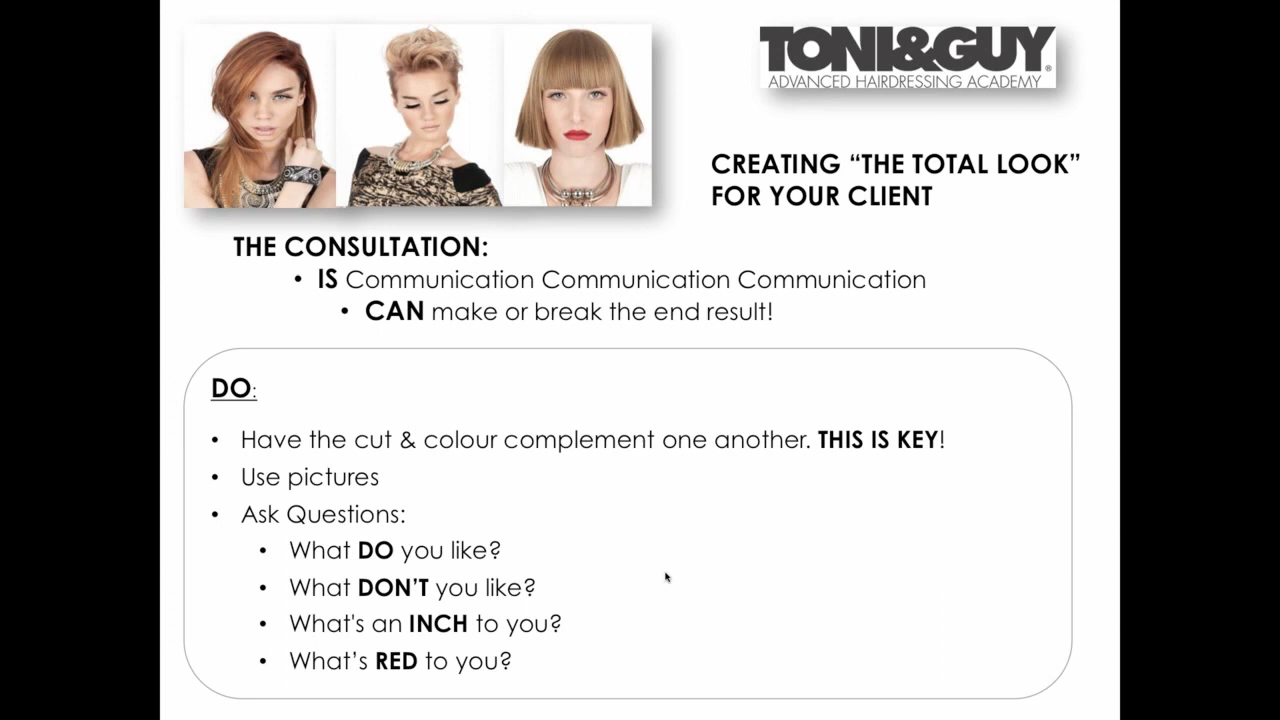 TONI&GUY®
ADVANCED HAIRDRESSING ACADEMY
CREATING “THE TOTAL LOOK”
FOR YOUR CLIENT
THE CONSULTATION:
• IS Communication Communication Communication
• CAN make or break the end result!
DO:
• Have the cut & colour complement one another. THIS IS KEY!
• Use pictures
• Ask Questions:
• What DO you like?
• What DON’T you like?
• What's an INCH to you?
• What’s RED to you?